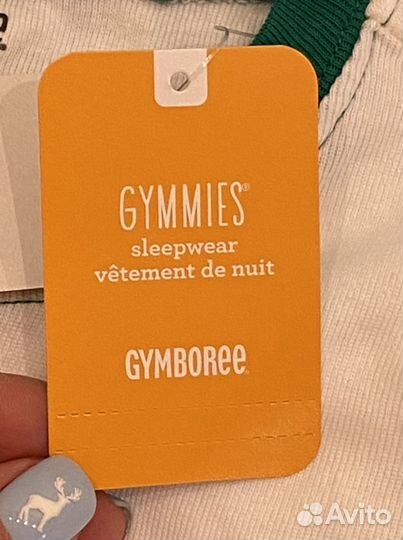 GYMMIES®
sleepwear
vêtement de nuit
GYMBOREE®
Avito